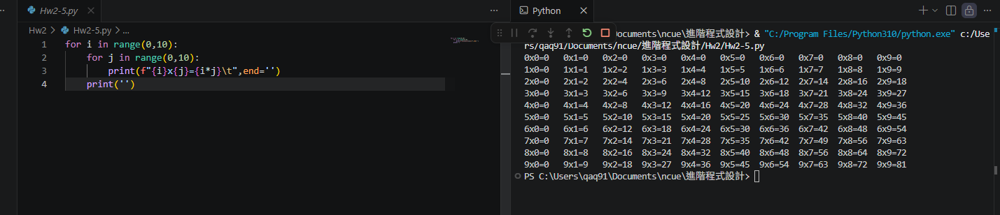 Hw2-5.py
Hw2 > Hw2-5.py > ...
1 for i in range(0,10):
2     for j in range(0,10):
3         print(f"{i}x{j}={i*j}\t",end='')
4     print('')
Python
Documents\ncue\進階程式設計> & "C:/Program Files/Python310/python.exe" c:/Use
rs/qaq91/Documents/ncue/進階程式設計/Hw2/Hw2-5.py
0x0=0 0x1=0 0x2=0 0x3=0 0x4=0 0x5=0 0x6=0 0x7=0 0x8=0 0x9=0
1x0=0 1x1=1 1x2=2 1x3=3 1x4=4 1x5=5 1x6=6 1x7=7 1x8=8 1x9=9
2x0=0 2x1=2 2x2=4 2x3=6 2x4=8 2x5=10 2x6=12 2x7=14 2x8=16 2x9=18
3x0=0 3x1=3 3x2=6 3x3=9 3x4=12 3x5=15 3x6=18 3x7=21 3x8=24 3x9=27
4x0=0 4x1=4 4x2=8 4x3=12 4x4=16 4x5=20 4x6=24 4x7=28 4x8=32 4x9=36
5x0=0 5x1=5 5x2=10 5x3=15 5x4=20 5x5=25 5x6=30 5x7=35 5x8=40 5x9=45
6x0=0 6x1=6 6x2=12 6x3=18 6x4=24 6x5=30 6x6=36 6x7=42 6x8=48 6x9=54
7x0=0 7x1=7 7x2=14 7x3=21 7x4=28 7x5=35 7x6=42 7x7=49 7x8=56 7x9=63
8x0=0 8x1=8 8x2=16 8x3=24 8x4=32 8x5=40 8x6=48 8x7=56 8x8=64 8x9=72
9x0=0 9x1=9 9x2=18 9x3=27 9x4=36 9x5=45 9x6=54 9x7=63 9x8=72 9x9=81
PS C:\Users\qaq91\Documents\ncue\進階程式設計>